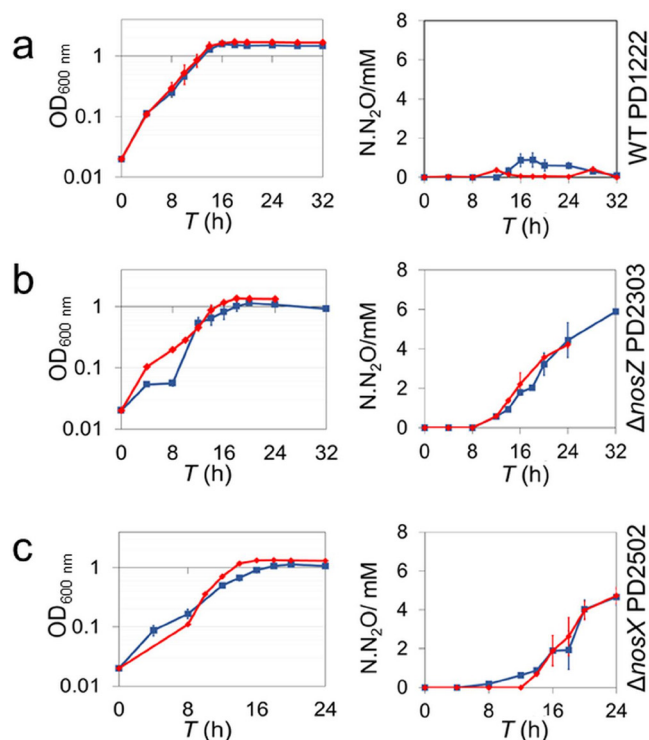 a
OD600 nm
1
0.1
0.01
0 8 16 24 32
T (h)
N.N2O/mM
8
6
4
2
0
0 8 16 24 32
T (h)
WT PD1222
b
OD600 nm
1
0.1
0.01
0 8 16 24 32
T (h)
N.N2O/mM
8
6
4
2
0
0 8 16 24 32
T (h)
ΔnosZ PD2303
c
OD600 nm
1
0.1
0.01
0 8 16 24
T (h)
N.N2O/ mM
8
6
4
2
0
0 8 16 24
T (h)
ΔnosX PD2502